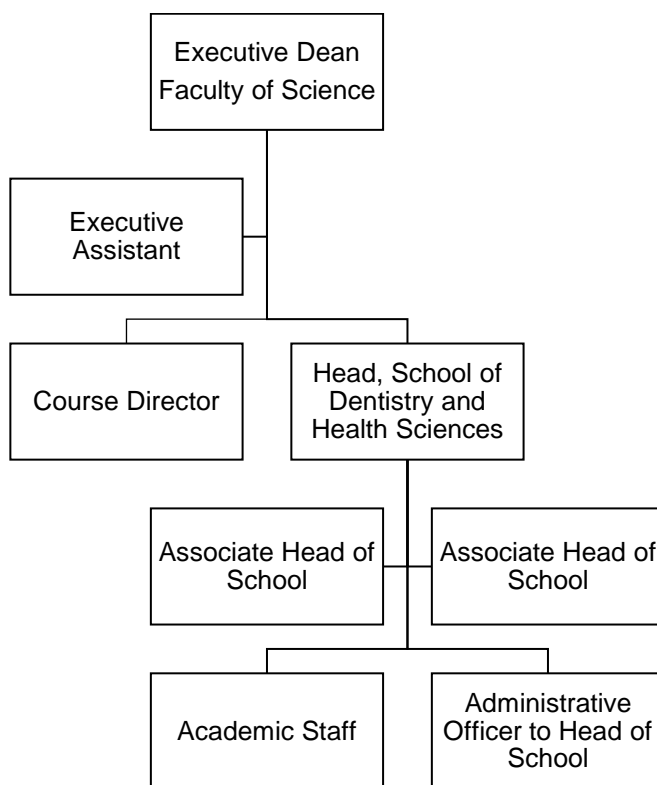 Executive Dean
Faculty of Science
Executive
Assistant
Course Director
Head, School of
Dentistry and
Health Sciences
Associate Head of
School
Associate Head of
School
Academic Staff
Administrative
Officer to Head of
School